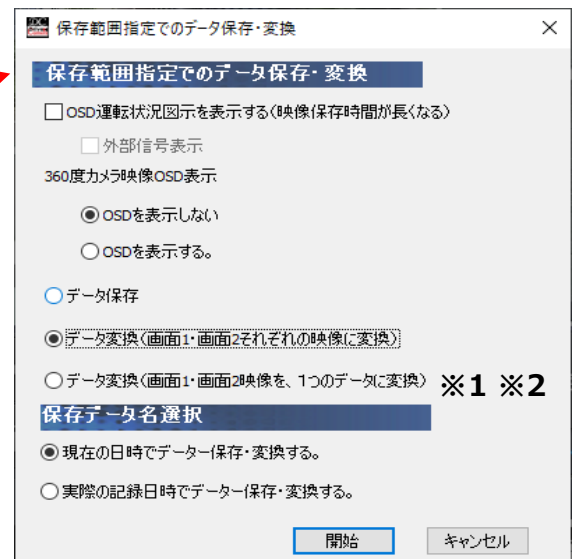 保存範囲指定でのデータ保存・変換
保存範囲指定でのデータ保存・変換
OSD運転状況図示を表示する(映像保存時間が長くなる)
外部信号表示
360度カメラ映像OSD表示
OSDを表示しない
OSDを表示する。
データ保存
データ変換(画面1・画面2それぞれの映像に変換)
データ変換(画面1・画面2映像を、1つのデータに変換) ※1 ※2
保存データ名選択
現在の日時でデーター保存・変換する。
実際の記録日時でデーター保存・変換する。
開始 キャンセル